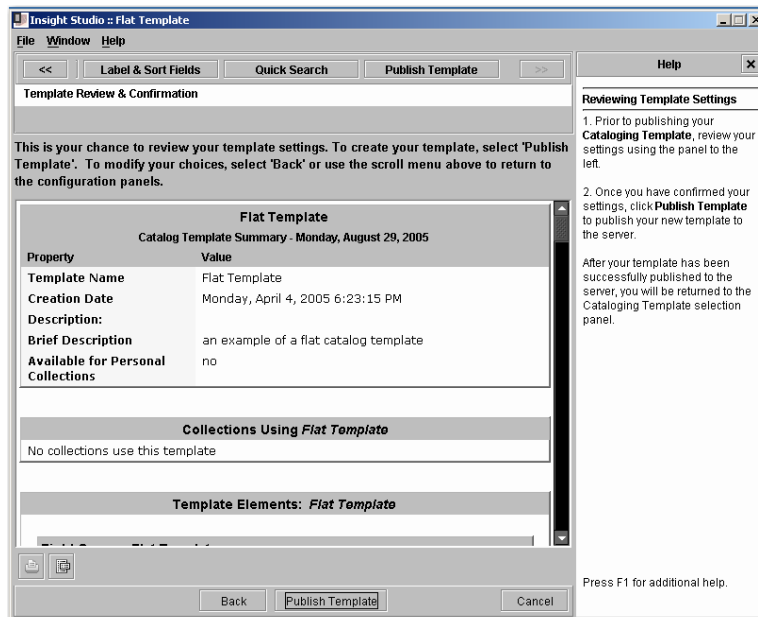 Insight Studio :: Flat Template
File Window Help
<< Label & Sort Fields Quick Search Publish Template >>
Template Review & Confirmation
This is your chance to review your template settings. To create your template, select 'Publish
Template'. To modify your choices, select 'Back' or use the scroll menu above to return to
the configuration panels.
Flat Template
Catalog Template Summary - Monday, August 29, 2005
Property Value
Template Name Flat Template
Creation Date Monday, April 4, 2005 6:23:15 PM
Description:
Brief Description an example of a flat catalog template
Available for Personal no
Collections
Collections Using Flat Template
No collections use this template
Template Elements: Flat Template
Back Publish Template Cancel
Help
Reviewing Template Settings
1. Prior to publishing your
Cataloging Template, review your
settings using the panel to the
left.
2. Once you have confirmed your
settings, click Publish Template
to publish your new template to
the server.
After your template has been
successfully published to the
server, you will be returned to the
Cataloging Template selection
panel.
Press F1 for additional help.